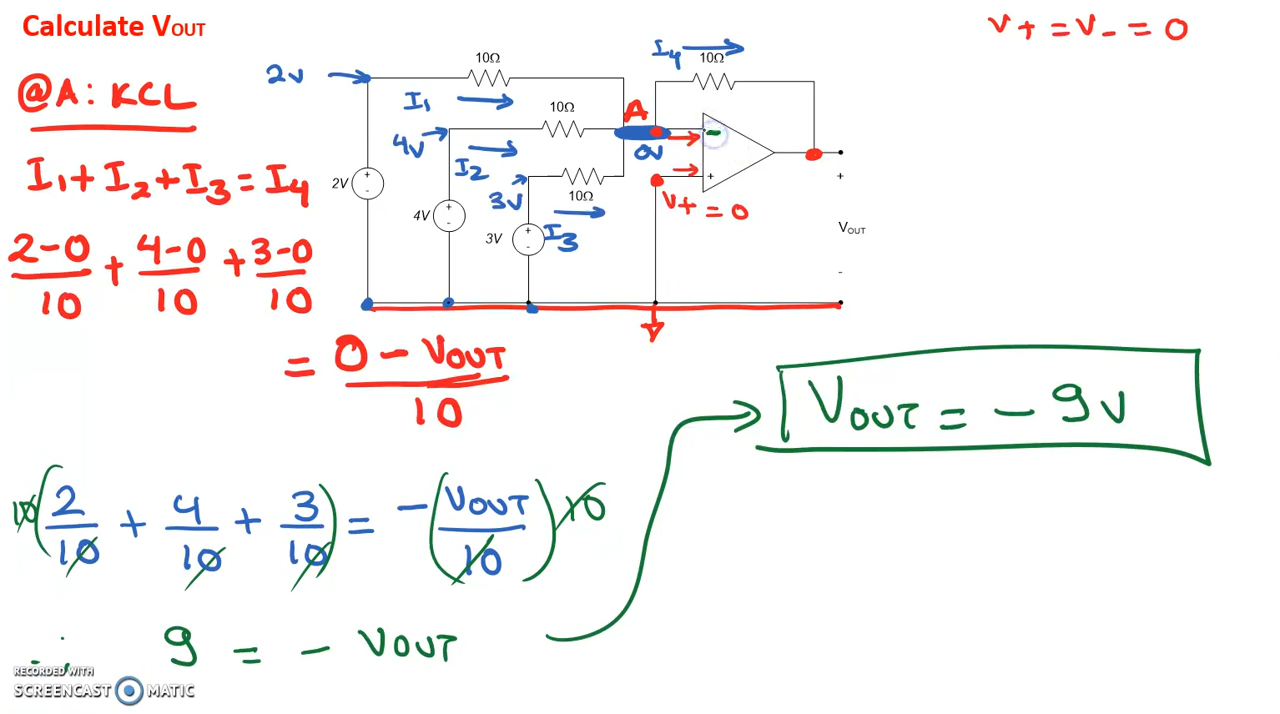 Calculate VOUT
V+ = V- = 0
@A: KCL
I1 + I2 + I3 = I4
2-0/10 + 4-0/10 + 3-0/10
= 0 - VOUT/10
2V
I4
10Ω
10Ω
I1
10Ω
A
4V
I2
0V
-
3V
10Ω
+
V+ = 0
I3
2V
+
-
4V
+
-
3V
+
-
+
VOUT
-
10(2/10 + 4/10 + 3/10) = -(VOUT/10)10
∴ 9 = - VOUT
VOUT = - 9V
RECORDED WITH
SCREENCAST MATIC